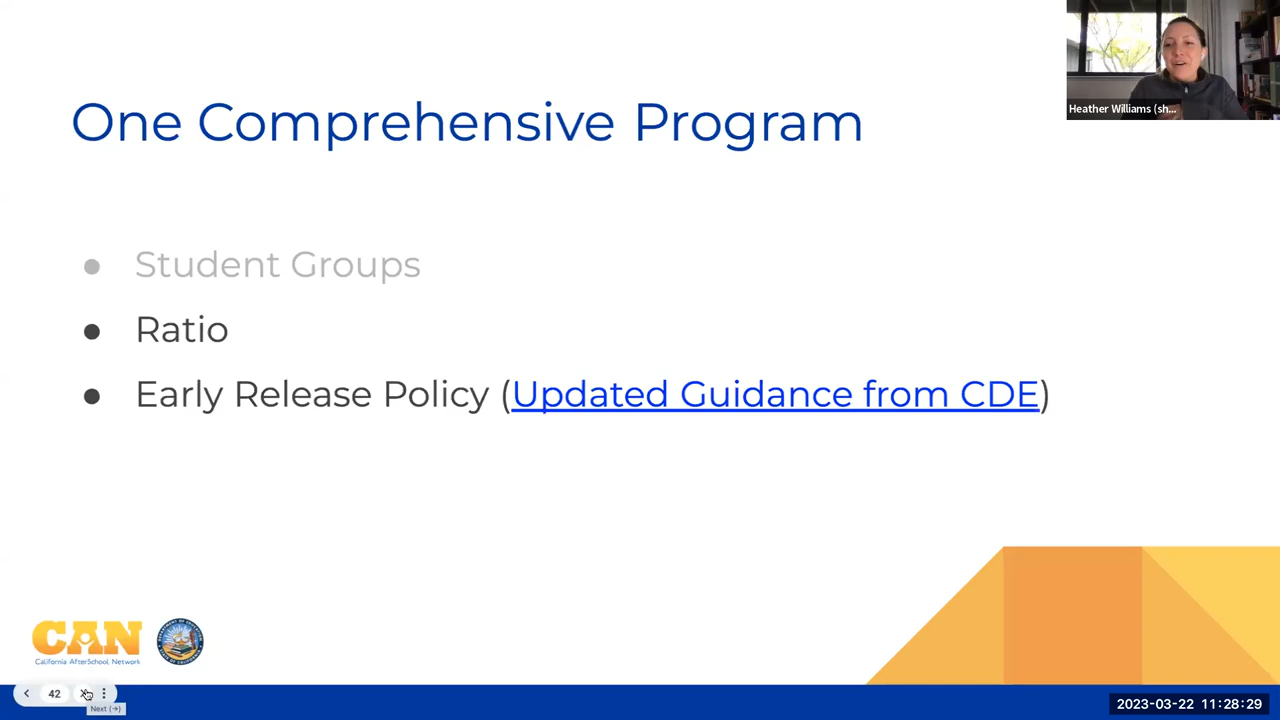 Heather Williams (sh...
One Comprehensive Program
Student Groups
Ratio
Early Release Policy (Updated Guidance from CDE)
CAN
California AfterSchool Network
42
Next (→)
2023-03-22 11:28:29